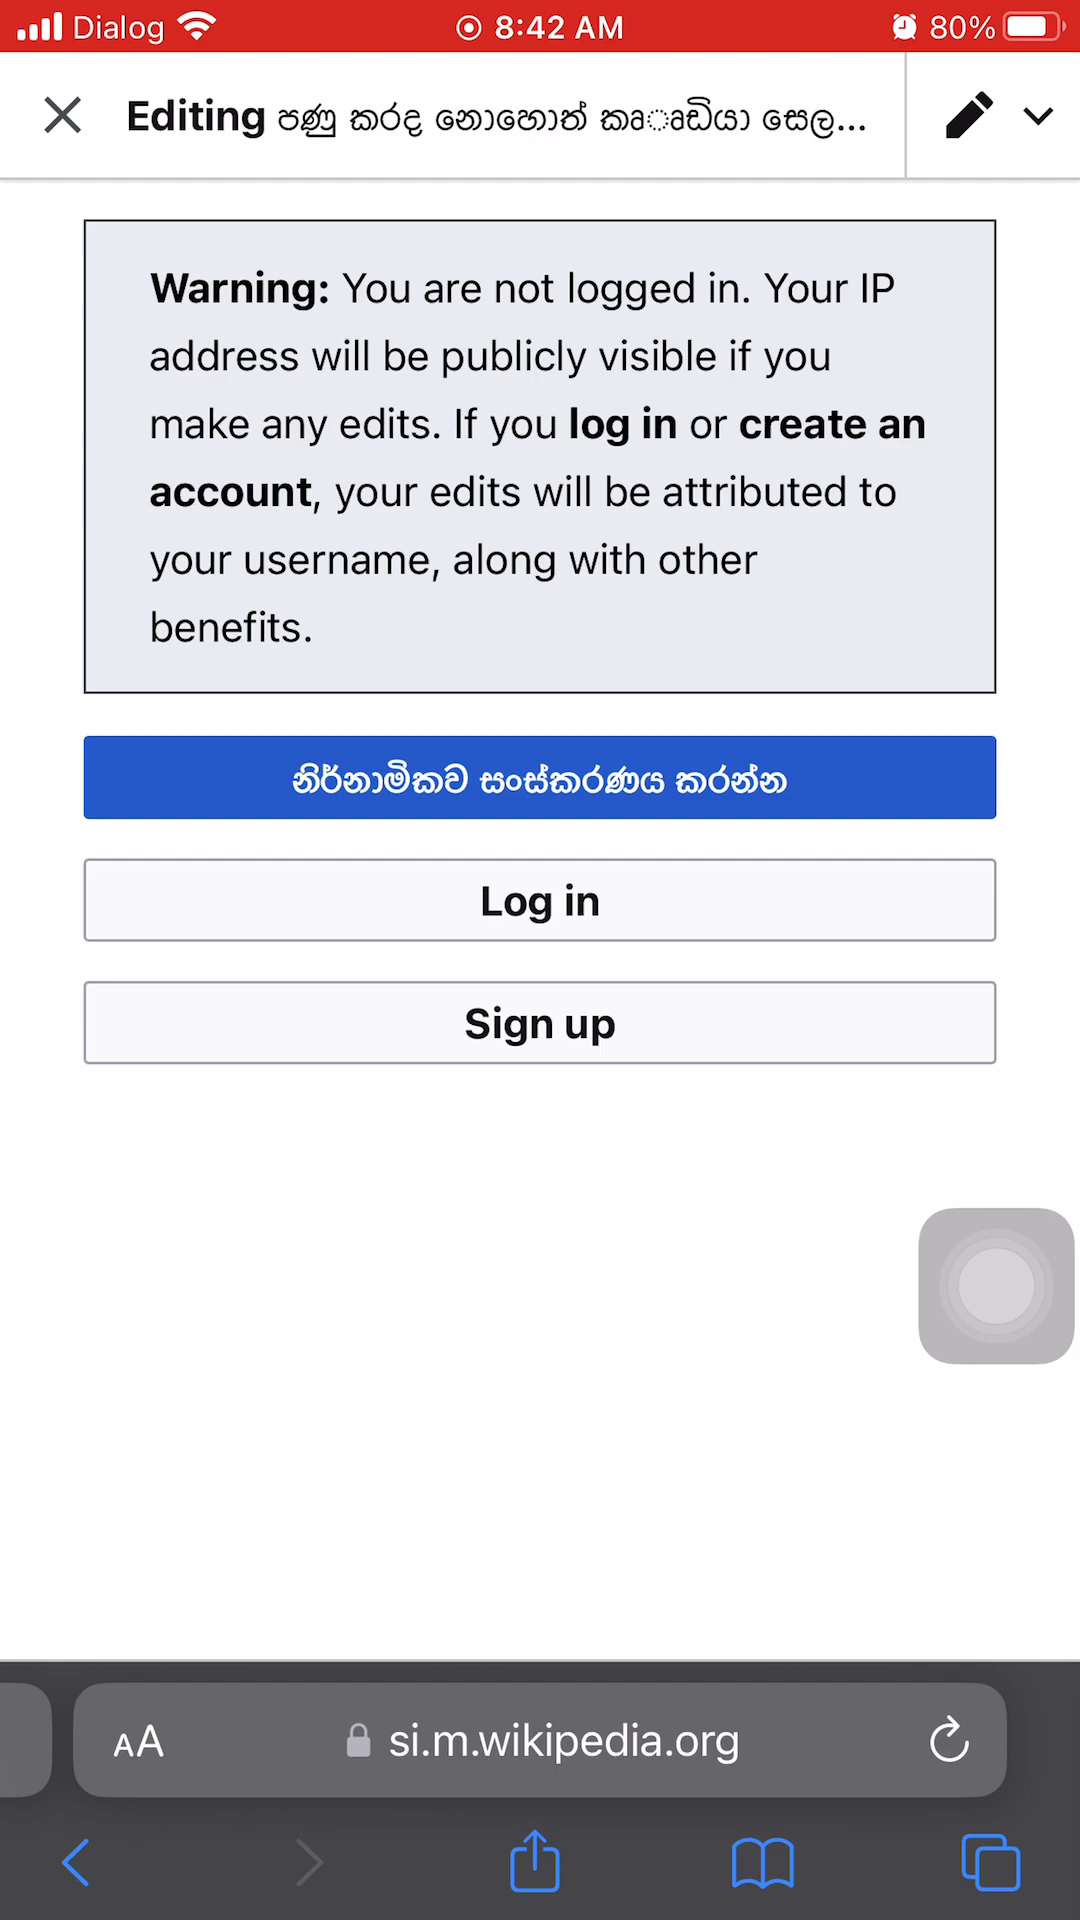 Dialog 8:42 AM 80%
Editing පණු කරද නොහොත් කෘෘඩියා සෙල...
Warning: You are not logged in. Your IP
address will be publicly visible if you
make any edits. If you log in or create an
account, your edits will be attributed to
your username, along with other
benefits.
නිර්නාමිකව සංස්කරණය කරන්න
Log in
Sign up
AA si.m.wikipedia.org